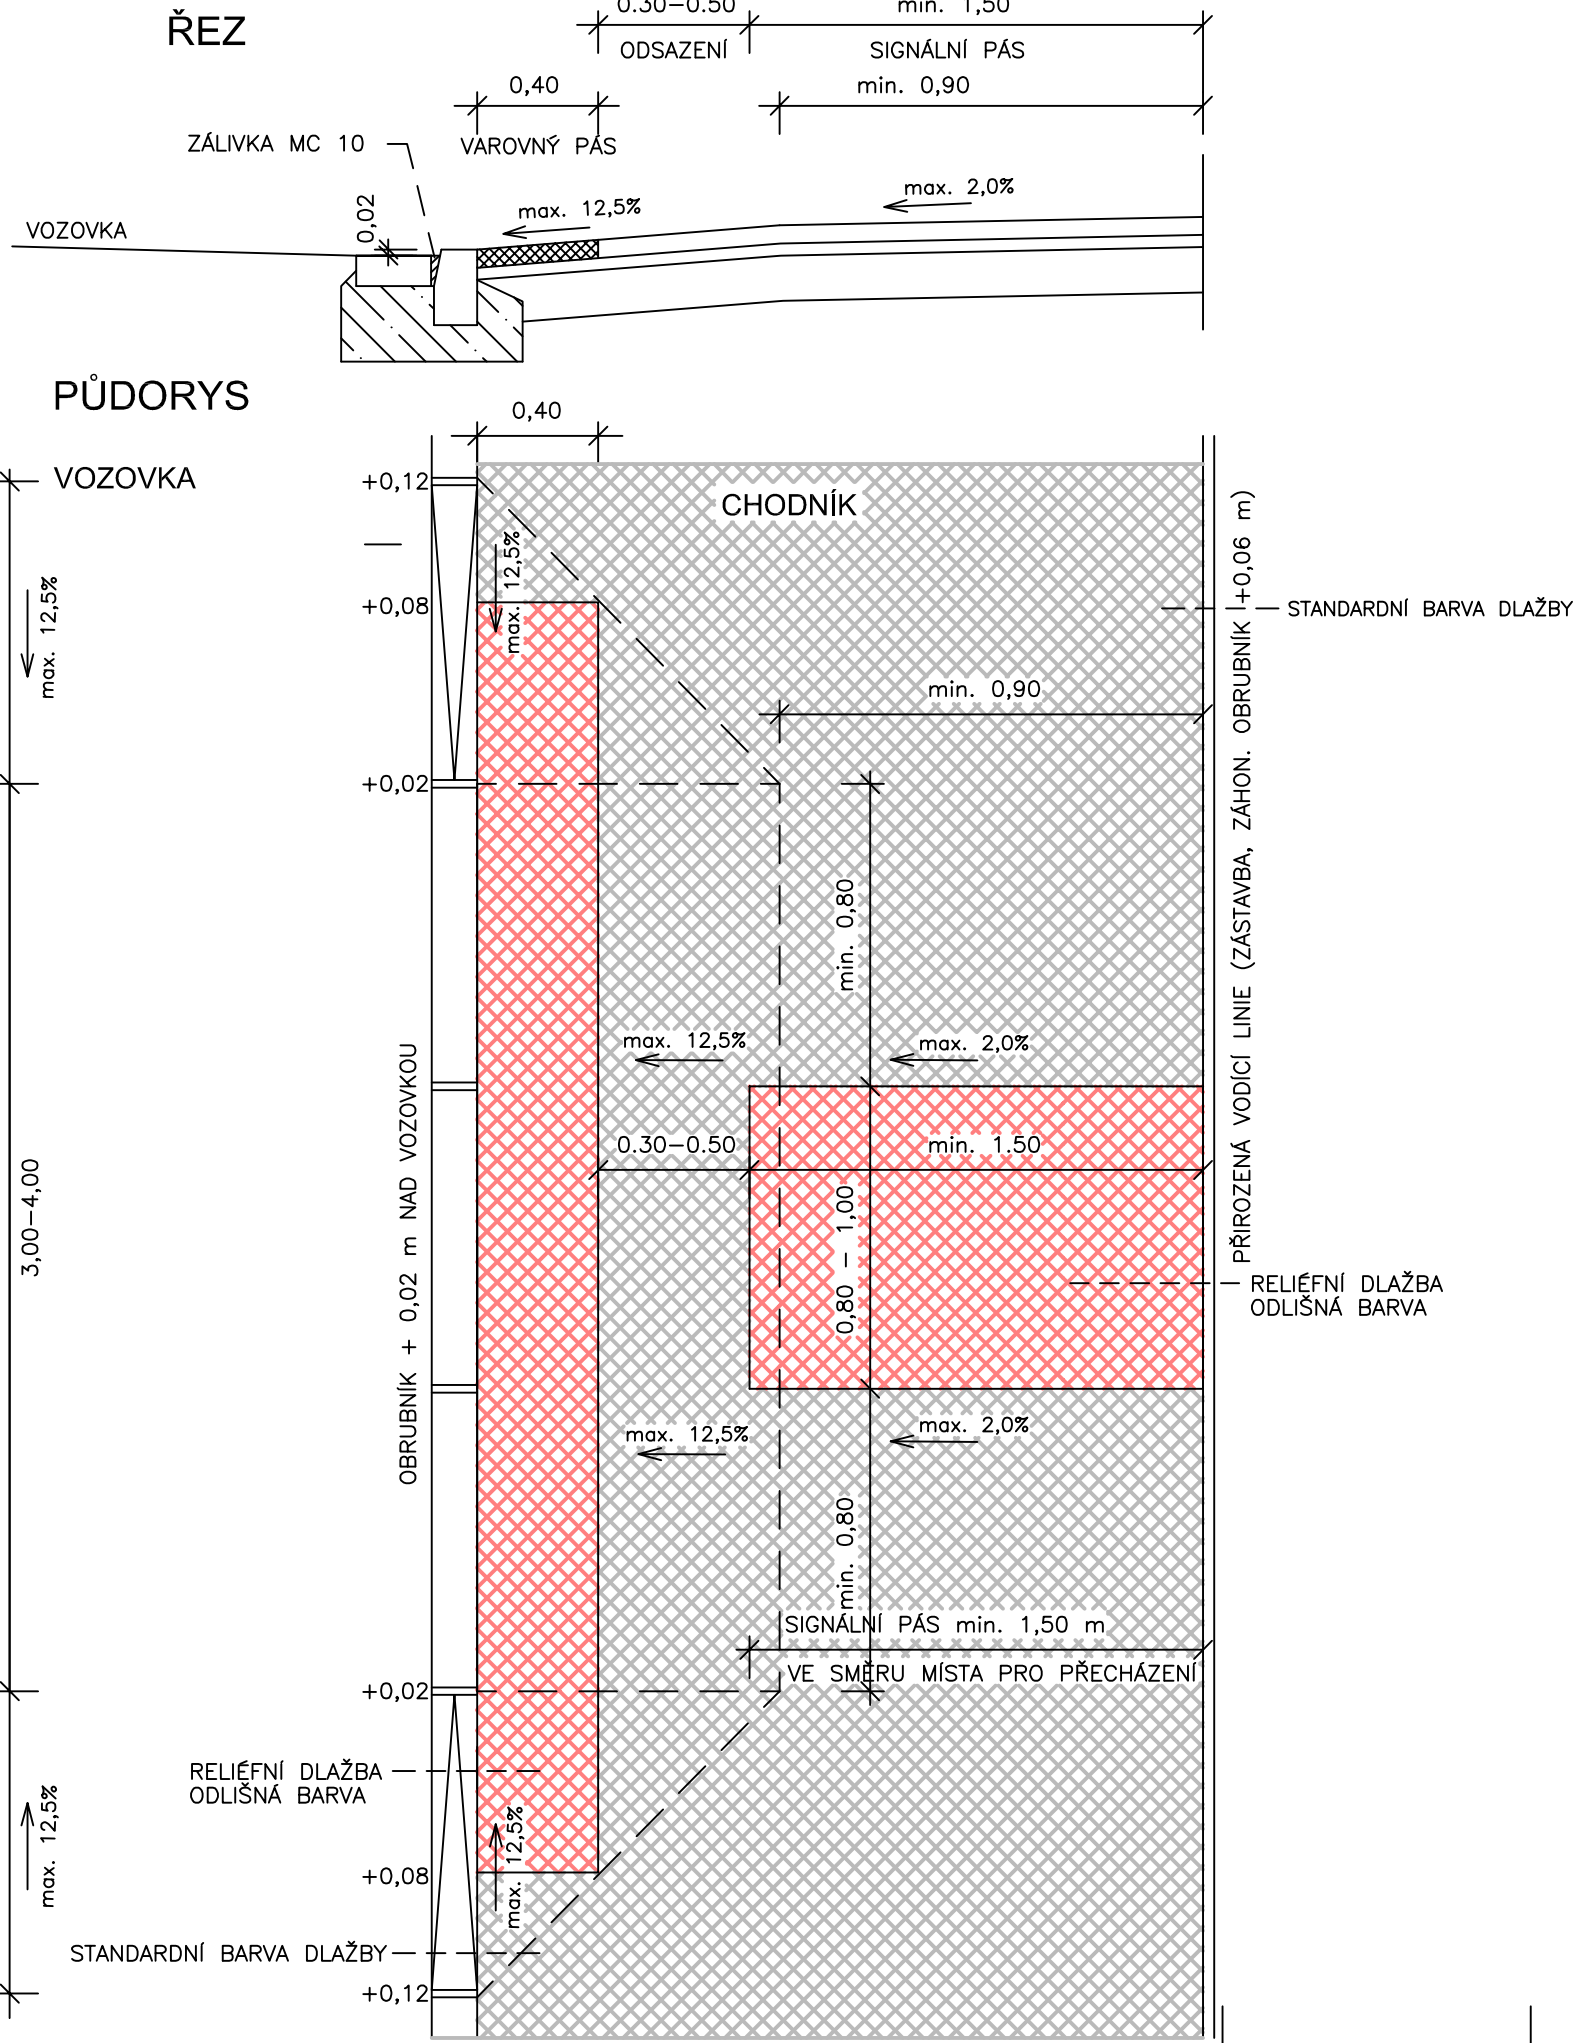 ŘEZ
0.30-0.50
min. 1,50
ODSAZENÍ
SIGNÁLNÍ PÁS
0,40
min. 0,90
ZÁLIVKA MC 10
VAROVNÝ PÁS
max. 2,0%
max. 12,5%
0,02
VOZOVKA
PŮDORYS
0,40
VOZOVKA
+0,12
CHODNÍK
max. 12,5%
max. 12,5%
+0,08
STANDARDNÍ BARVA DLAŽBY
min. 0,90
+0,02
PŘIROZENÁ VODÍCÍ LINIE (ZÁSTAVBA, ZÁHON. OBRUBNÍK +0,06 m)
min. 0,80
max. 12,5%
max. 2,0%
OBRUBNÍK + 0,02 m NAD VOZOVKOU
3,00-4,00
0.30-0.50
min. 1.50
0,80 - 1,00
RELIÉFNÍ DLAŽBA
ODLIŠNÁ BARVA
max. 12,5%
max. 2,0%
min. 0,80
SIGNÁLNÍ PÁS min. 1,50 m
VE SMĚRU MÍSTA PRO PŘECHÁZENÍ
+0,02
RELIÉFNÍ DLAŽBA
ODLIŠNÁ BARVA
max. 12,5%
max. 12,5%
+0,08
STANDARDNÍ BARVA DLAŽBY
+0,12